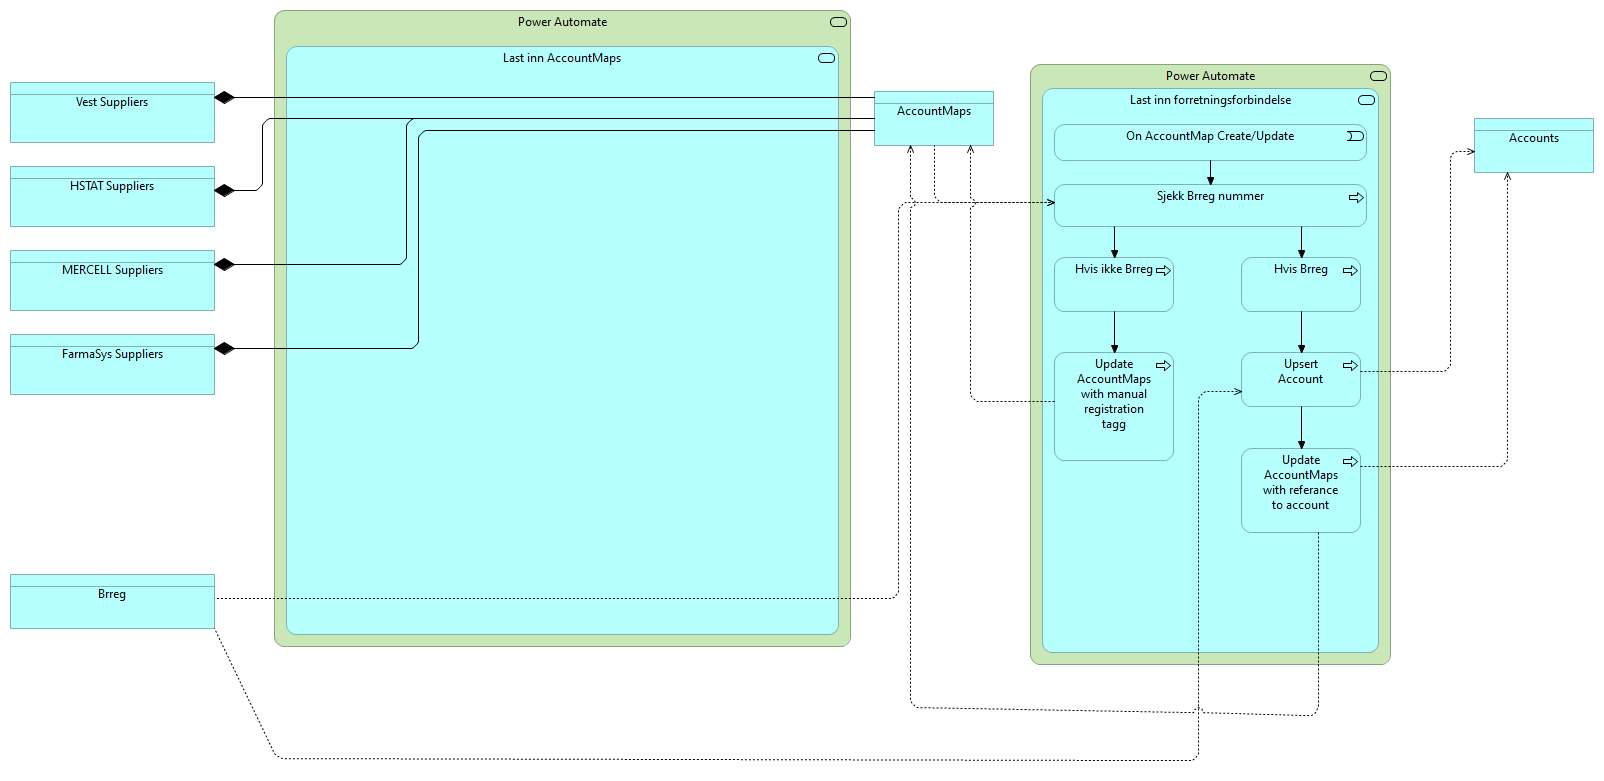 Power Automate
Last inn AccountMaps
Vest Suppliers
HSTAT Suppliers
MERCELL Suppliers
FarmaSys Suppliers
Brreg
AccountMaps
Power Automate
Last inn forretningsforbindelse
On AccountMap Create/Update
Sjekk Brreg nummer
Hvis ikke Brreg
Hvis Brreg
Update
AccountMaps
with manual
registration
tagg
Upsert
Account
Update
AccountMaps
with referance
to account
Accounts